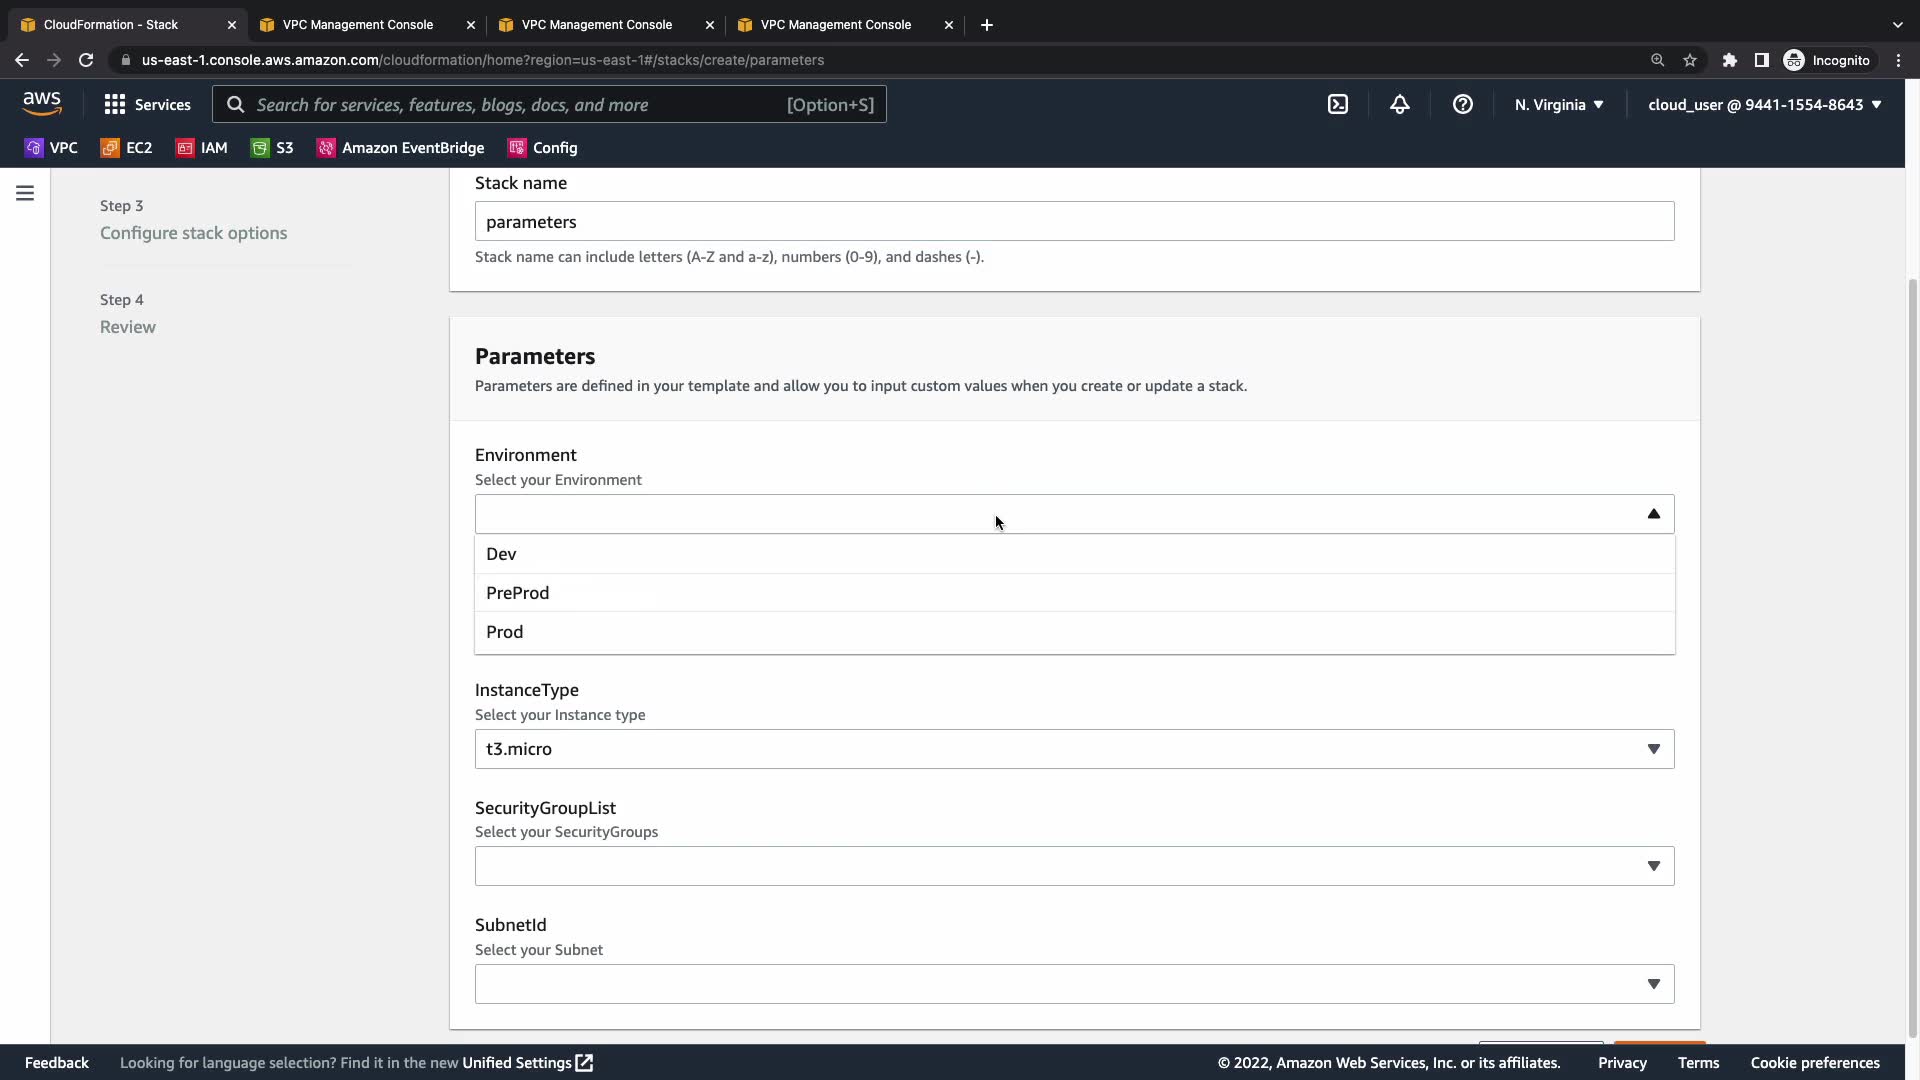 CloudFormation - Stack
VPC Management Console
VPC Management Console
VPC Management Console
us-east-1.console.aws.amazon.com/cloudformation/home?region=us-east-1#/stacks/create/parameters
Incognito
aws
Services
Search for services, features, blogs, docs, and more
[Option+S]
N. Virginia
cloud_user @ 9441-1554-8643
VPC
EC2
IAM
S3
Amazon EventBridge
Config
Step 3
Configure stack options
Step 4
Review
Stack name
parameters
Stack name can include letters (A-Z and a-z), numbers (0-9), and dashes (-).
Parameters
Parameters are defined in your template and allow you to input custom values when you create or update a stack.
Environment
Select your Environment
Dev
PreProd
Prod
InstanceType
Select your Instance type
t3.micro
SecurityGroupList
Select your SecurityGroups
SubnetId
Select your Subnet
Feedback
Looking for language selection? Find it in the new Unified Settings
© 2022, Amazon Web Services, Inc. or its affiliates.
Privacy
Terms
Cookie preferences